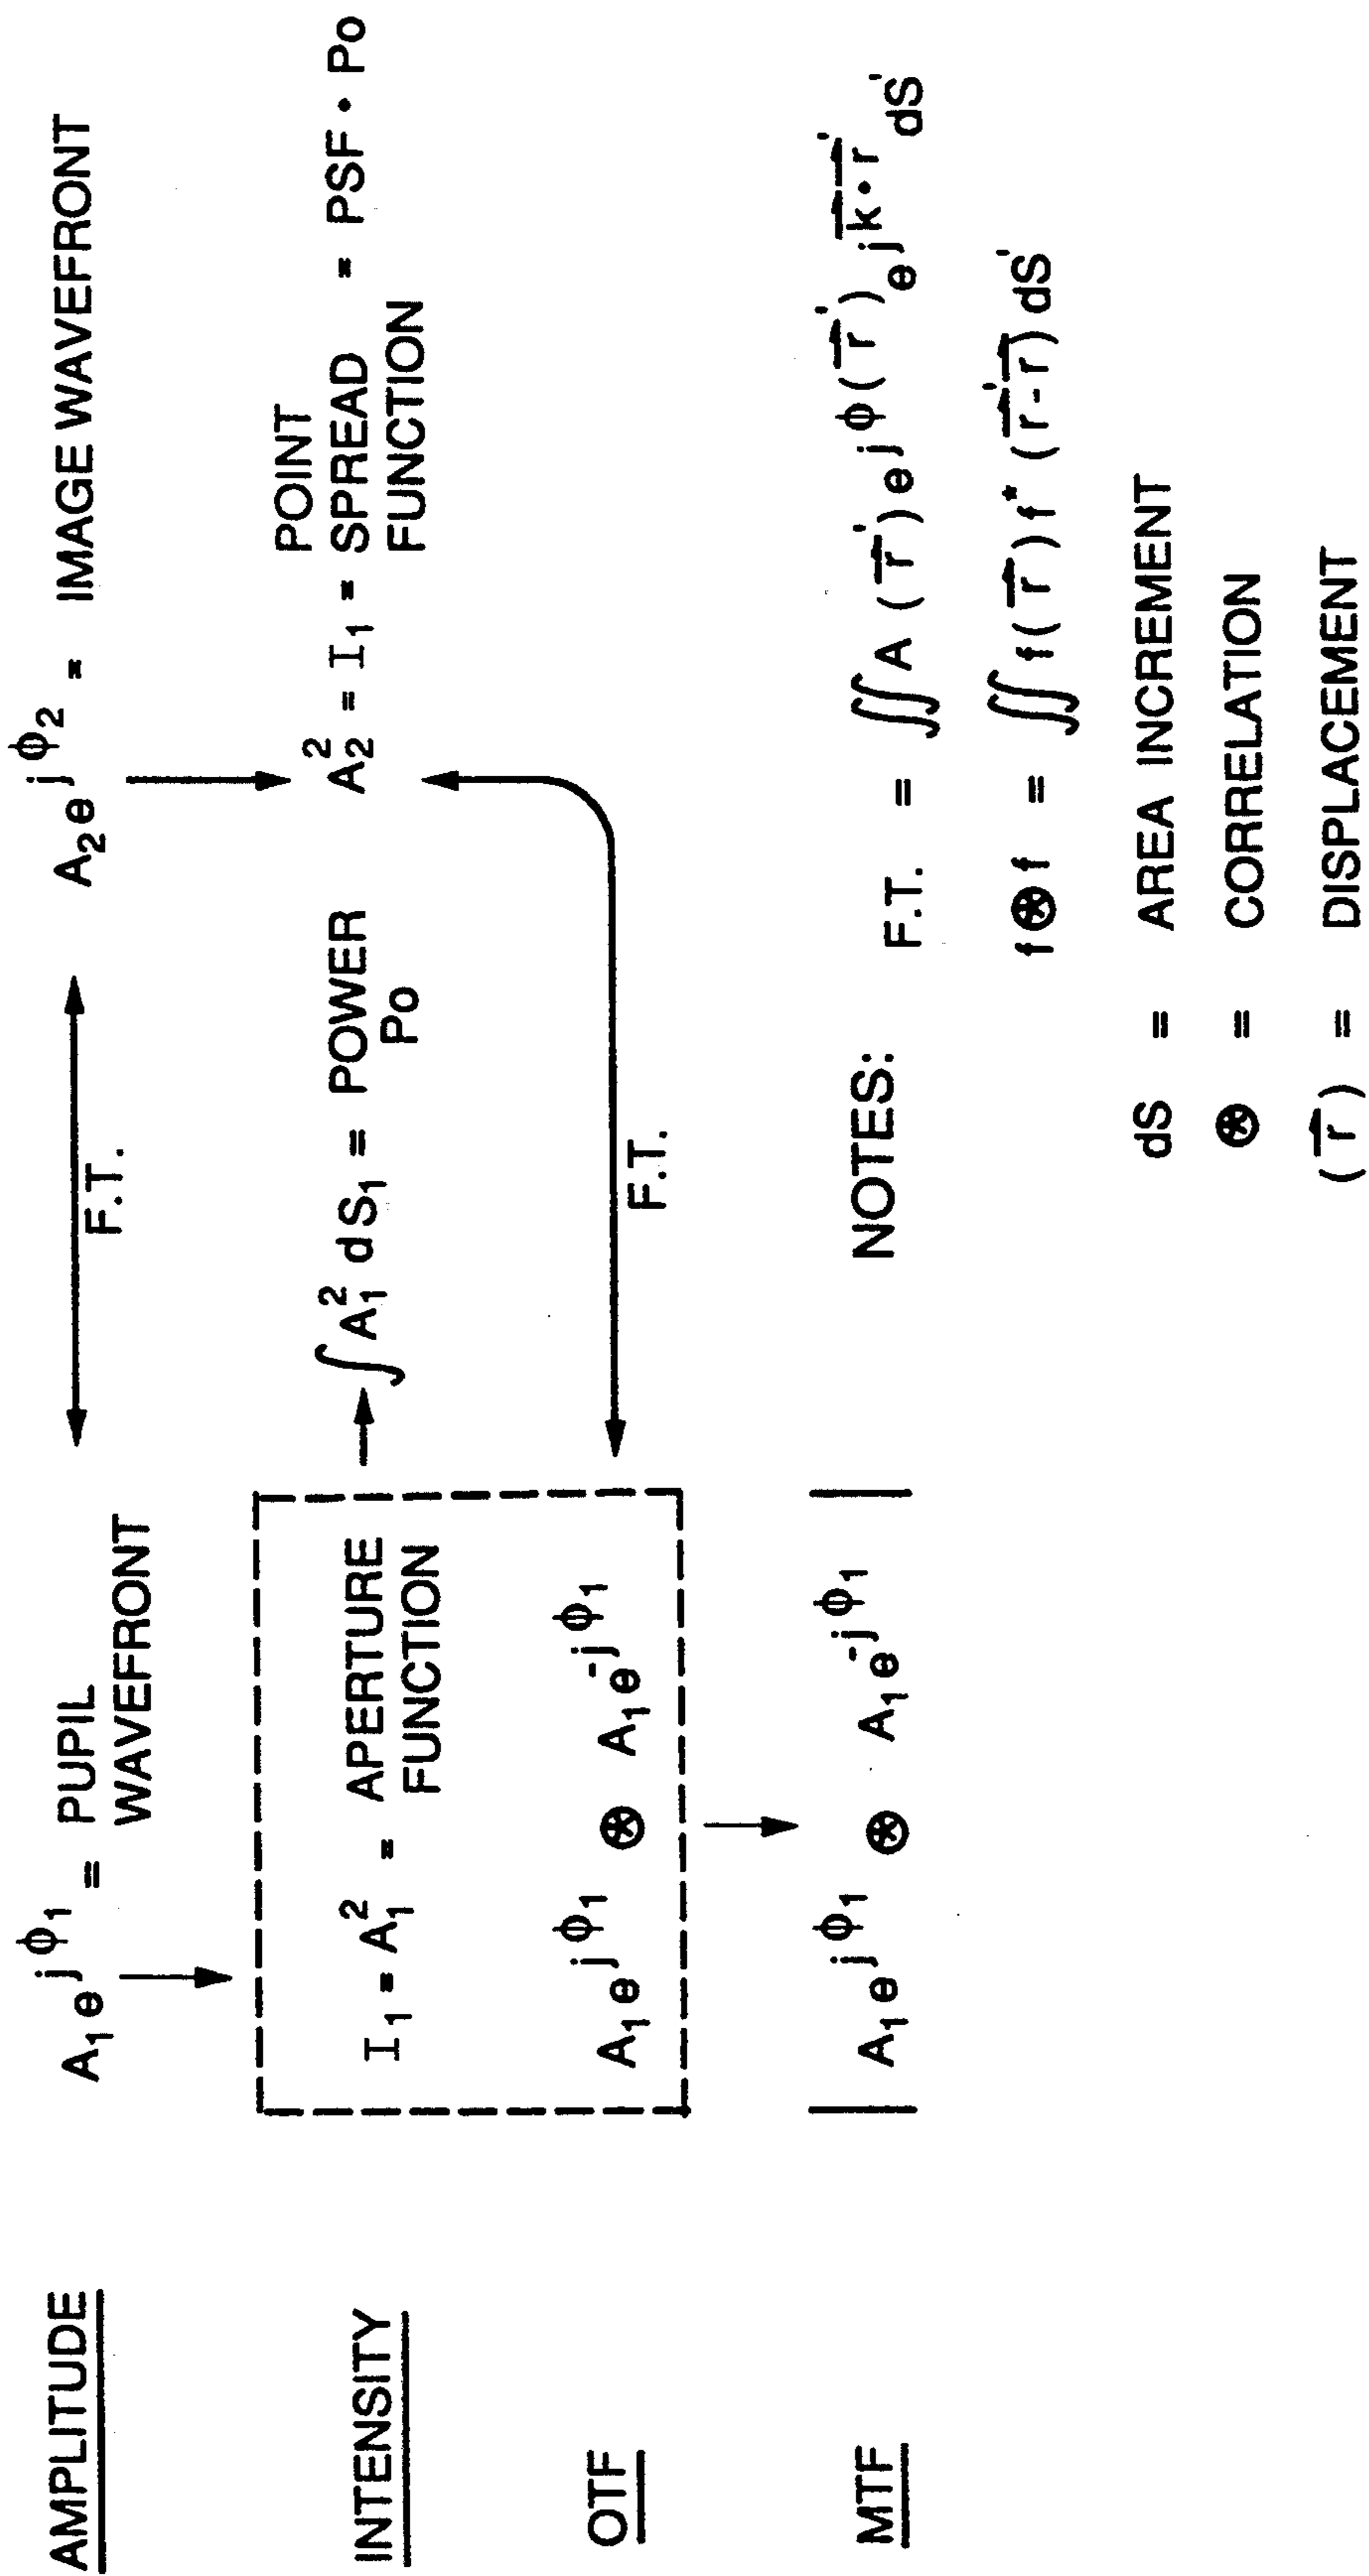 AMPLITUDE
A₁e^{jϕ₁} = PUPIL WAVEFRONT
F.T.
A₂e^{jϕ₂} = IMAGE WAVEFRONT
INTENSITY
I₁ = A₁² = APERTURE FUNCTION
∫ A₁² dS₁ = POWER Po
A₂² = I₁ = POINT SPREAD FUNCTION = PSF • Po
OTF
A₁e^{jϕ₁} ⊛ A₁e^{-jϕ₁}
F.T.
MTF
| A₁e^{jϕ₁} ⊛ A₁e^{-jϕ₁} |
NOTES:
F.T. = ∬ A (r⃗') e^{jϕ(r⃗')} e^{jk⃗•r⃗'} dS'
f⊛f = ∬ f(r⃗) f* (r⃗'-r⃗) dS'
dS = AREA INCREMENT
⊛ = CORRELATION
(r⃗) = DISPLACEMENT